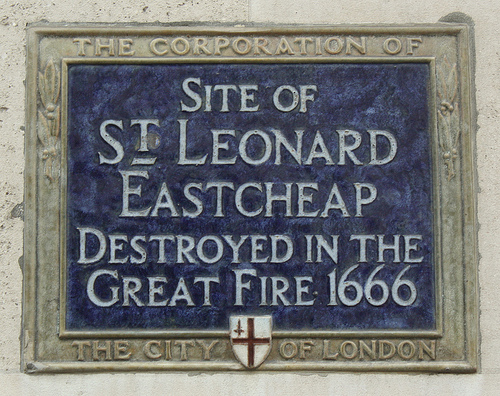 THE CORPORATION OF
SITE OF
ST LEONARD
EASTCHEAP
DESTROYED IN THE
GREAT FIRE 1666
THE CITY OF LONDON